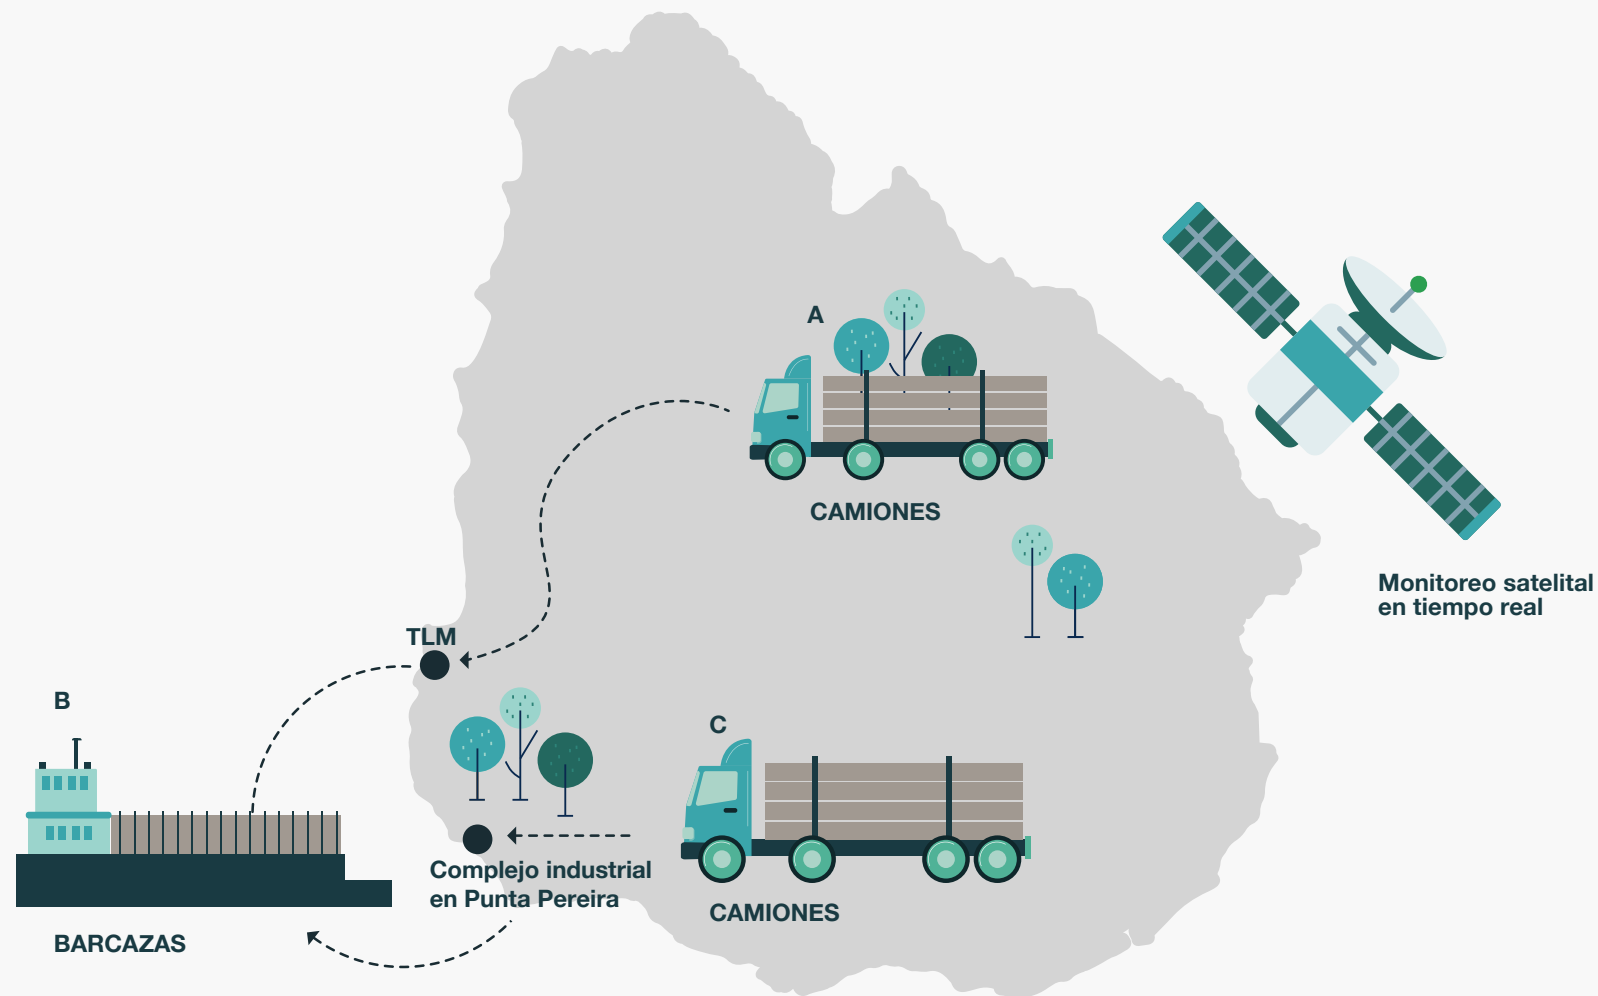 A
CAMIONES
Monitoreo satelital
en tiempo real
TLM
B
BARCAZAS
C
CAMIONES
Complejo industrial
en Punta Pereira